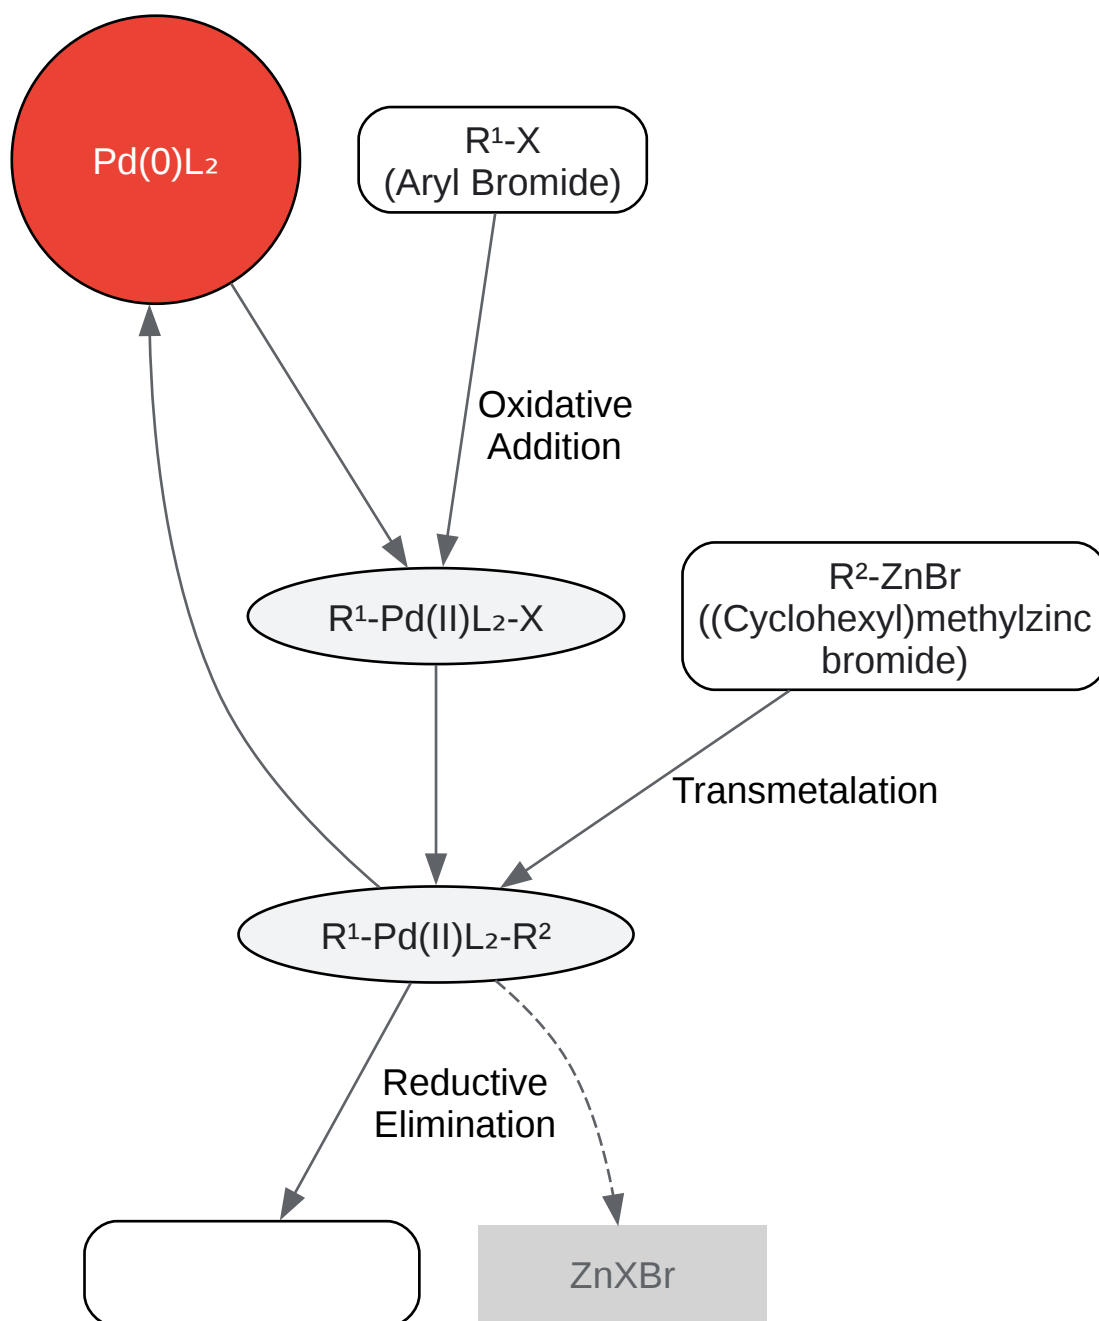 Pd(0)L₂
R¹-X
(Aryl Bromide)
Oxidative
Addition
R¹-Pd(II)L₂-X
R²-ZnBr
((Cyclohexyl)methylzinc
bromide)
Transmetalation
R¹-Pd(II)L₂-R²
Reductive
Elimination
ZnXBr